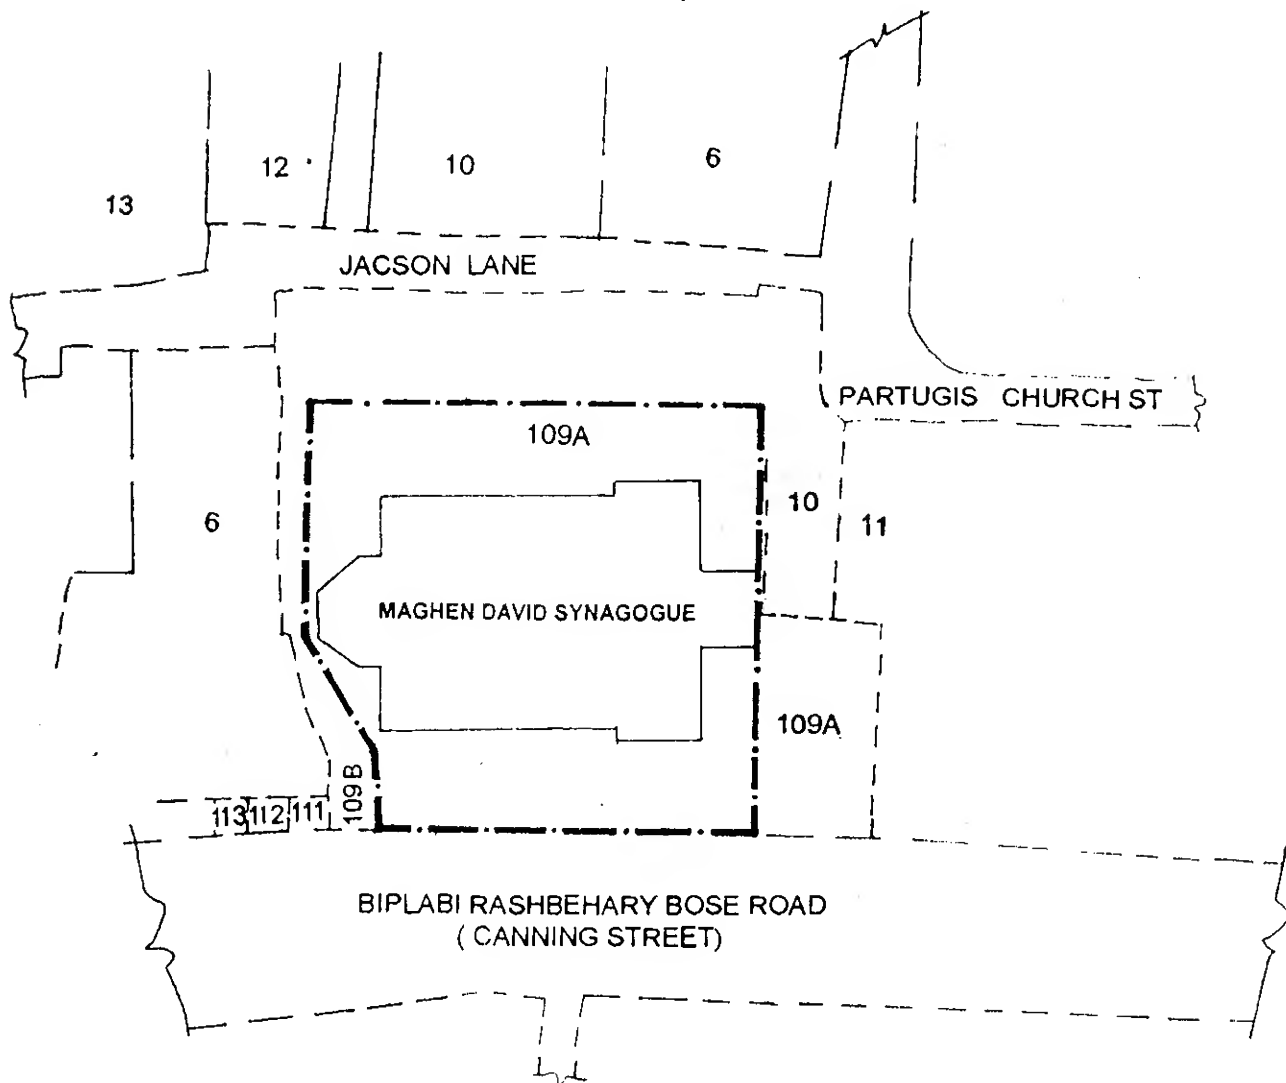 12
10
6
13
JACSON LANE
PARTUGIS CHURCH ST
109A
10
11
6
MAGHEN DAVID SYNAGOGUE
109A
109B
113
112
111
BIPLABI RASHBEHARY BOSE ROAD
( CANNING STREET)